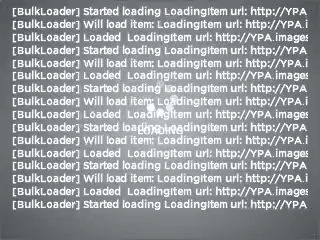 [BulkLoader] Started loading LoadingItem url: http://YPA
[BulkLoader] Will load item: LoadingItem url: http://YPA.i
[BulkLoader] Loaded LoadingItem url: http://YPA.images
[BulkLoader] Started loading LoadingItem url: http://YPA
[BulkLoader] Will load item: LoadingItem url: http://YPA.i
[BulkLoader] Loaded LoadingItem url: http://YPA.images
[BulkLoader] Started loading LoadingItem url: http://YPA
[BulkLoader] Will load item: LoadingItem url: http://YPA.i
[BulkLoader] Loaded LoadingItem url: http://YPA.images
[BulkLoader] Started loading LoadingItem url: http://YPA
LOADING
[BulkLoader] Will load item: LoadingItem url: http://YPA.i
[BulkLoader] Loaded LoadingItem url: http://YPA.images
[BulkLoader] Started loading LoadingItem url: http://YPA
[BulkLoader] Will load item: LoadingItem url: http://YPA.i
[BulkLoader] Loaded LoadingItem url: http://YPA.images
[BulkLoader] Started loading LoadingItem url: http://YPA